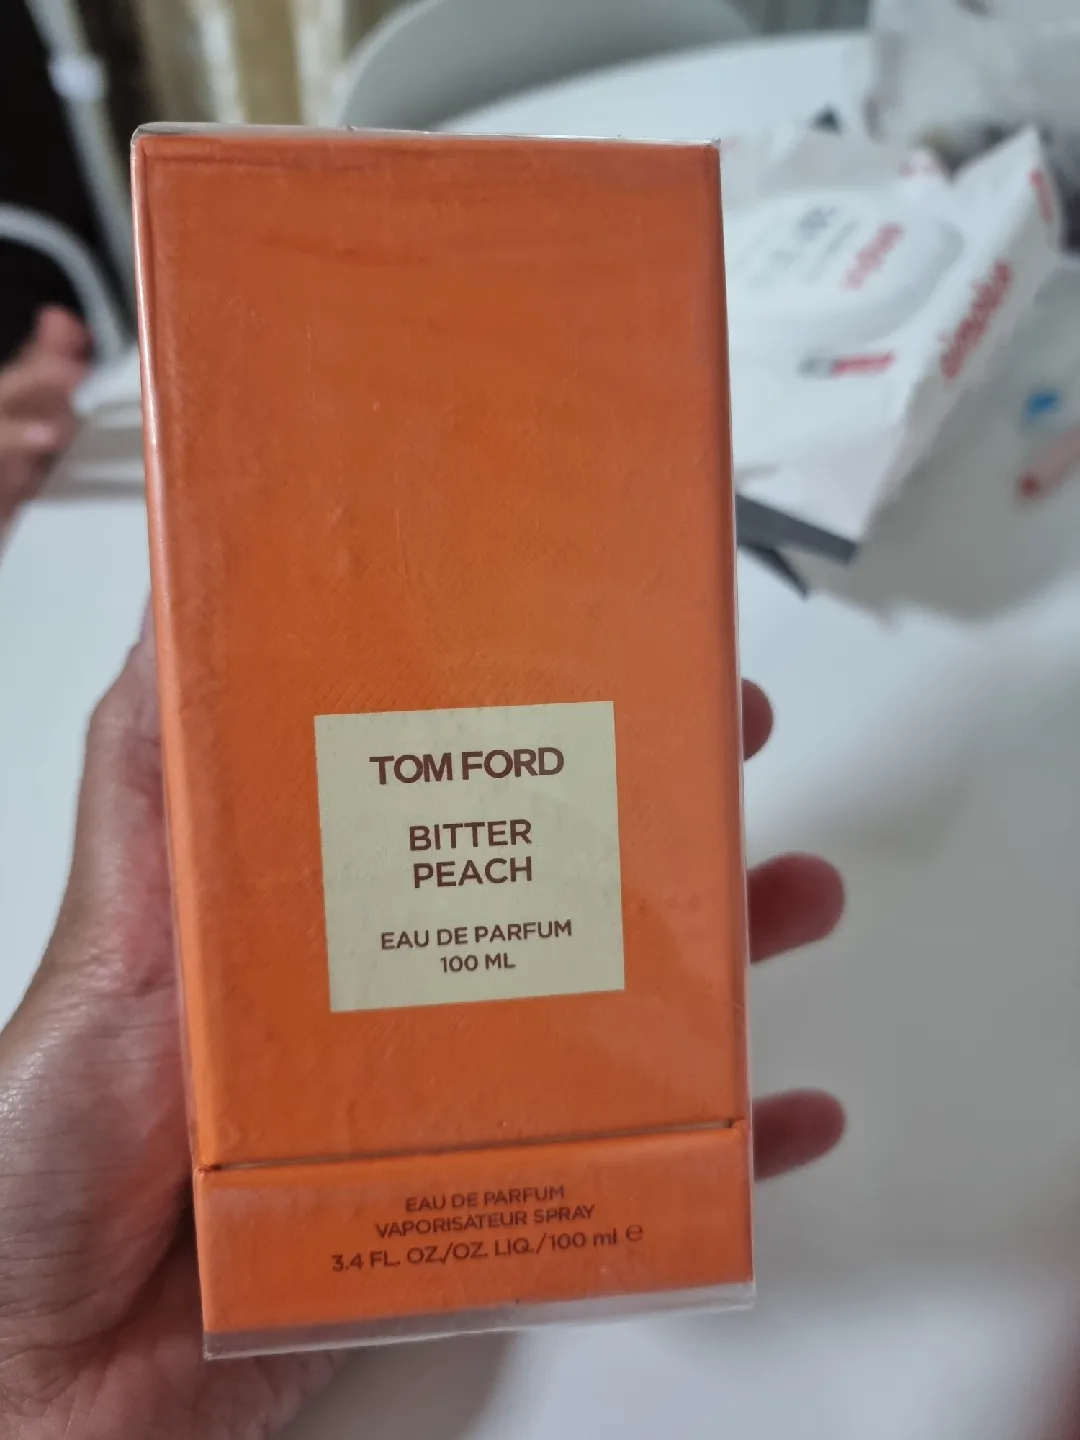 TOM FORD
BITTER
PEACH
EAU DE PARFUM
100 ML
EAU DE PARFUM
VAPORISATEUR SPRAY
3.4 FL. OZ./OZ. LIQ./100 ml ℮